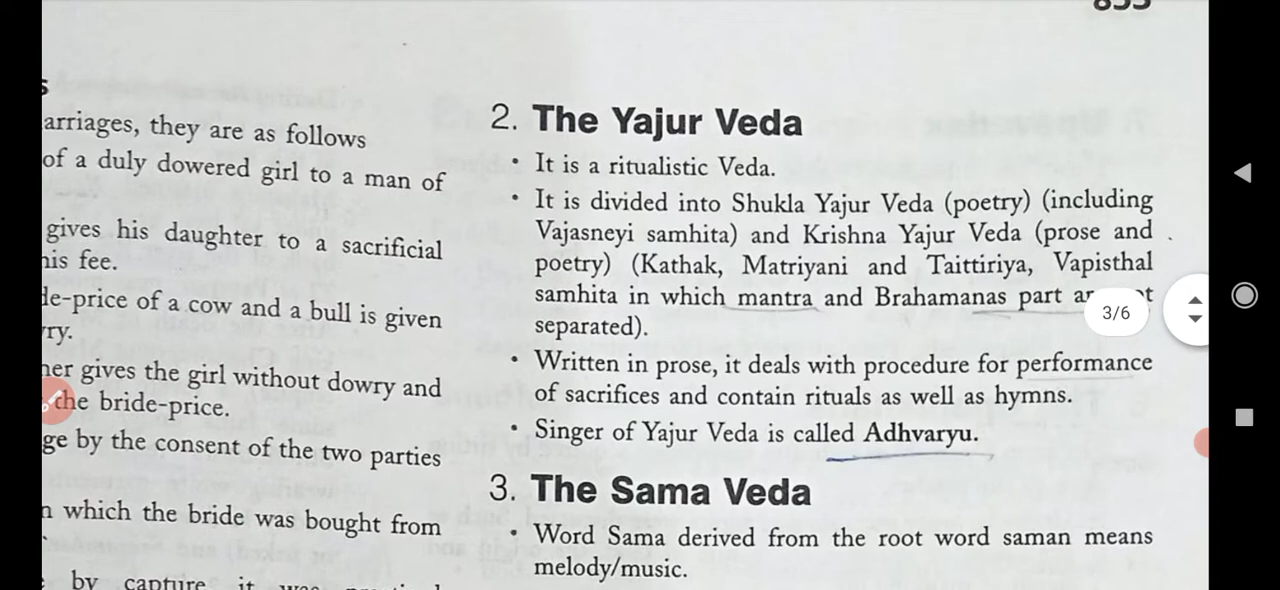 arriages, they are as follows
of a duly dowered girl to a man of
gives his daughter to a sacrificial
his fee.
de-price of a cow and a bull is given
ry.
her gives the girl without dowry and
the bride-price.
ge by the consent of the two parties
n which the bride was bought from
by capture, it was
2. The Yajur Veda
• It is a ritualistic Veda.
• It is divided into Shukla Yajur Veda (poetry) (including
Vajasneyi samhita) and Krishna Yajur Veda (prose and
poetry) (Kathak, Matriyani and Taittiriya, Vapisthal
samhita in which mantra and Brahamanas part
separated).
• Written in prose, it deals with procedure for performance
of sacrifices and contain rituals as well as hymns.
• Singer of Yajur Veda is called Adhvaryu.
3. The Sama Veda
• Word Sama derived from the root word saman means
melody/music.
3/6